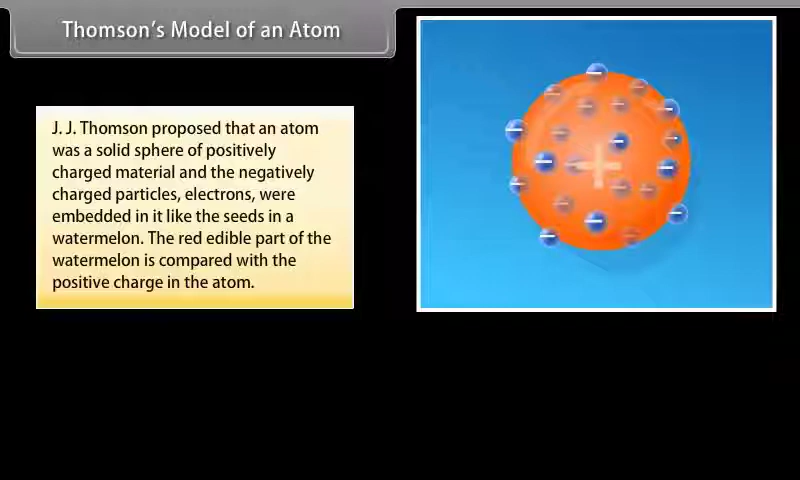 Thomson's Model of an Atom
J. J. Thomson proposed that an atom
was a solid sphere of positively
charged material and the negatively
charged particles, electrons, were
embedded in it like the seeds in a
watermelon. The red edible part of the
watermelon is compared with the
positive charge in the atom.